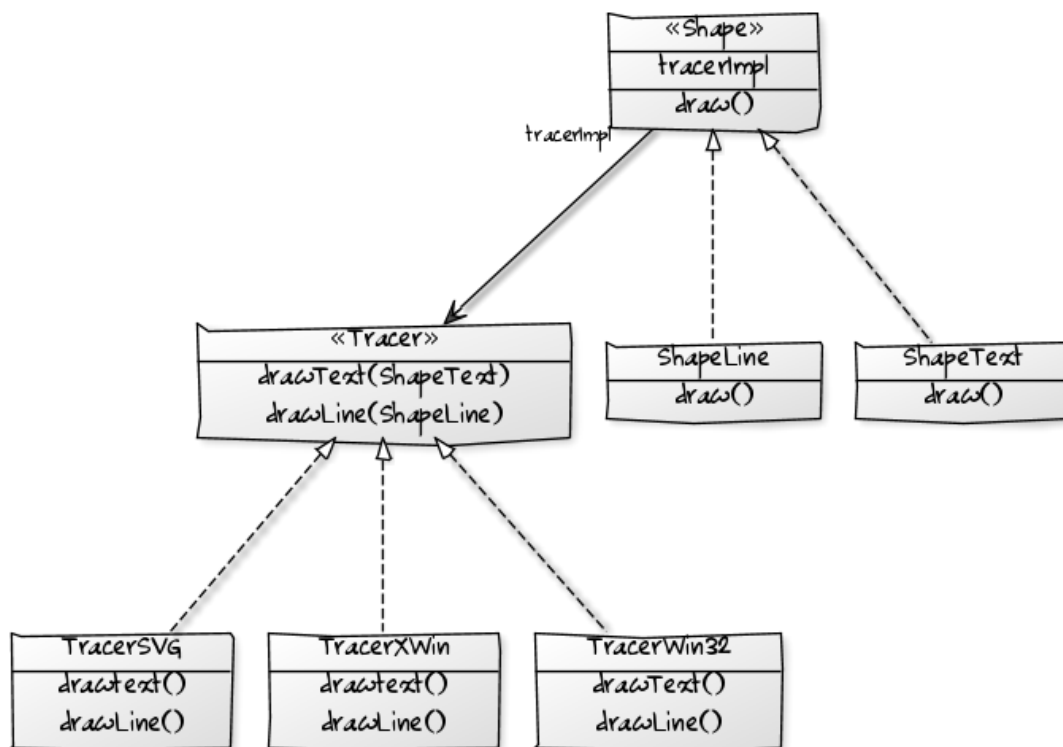 «Shape»
tracerImpl
draw()
tracerImpl
«Tracer»
drawText(ShapeText)
drawLine(ShapeLine)
ShapeLine
draw()
ShapeText
draw()
TracerSVG
drawtext()
drawLine()
TracerXWin
drawtext()
drawLine()
TracerWin32
drawText()
drawLine()